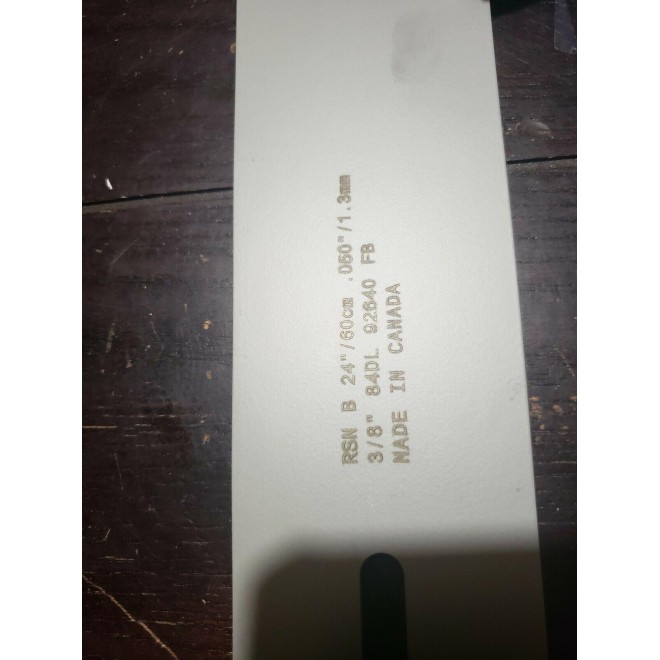 RSN B 24"/60cm .050"/1.3mm
3/8" 84DL 92640 FB
MADE IN CANADA